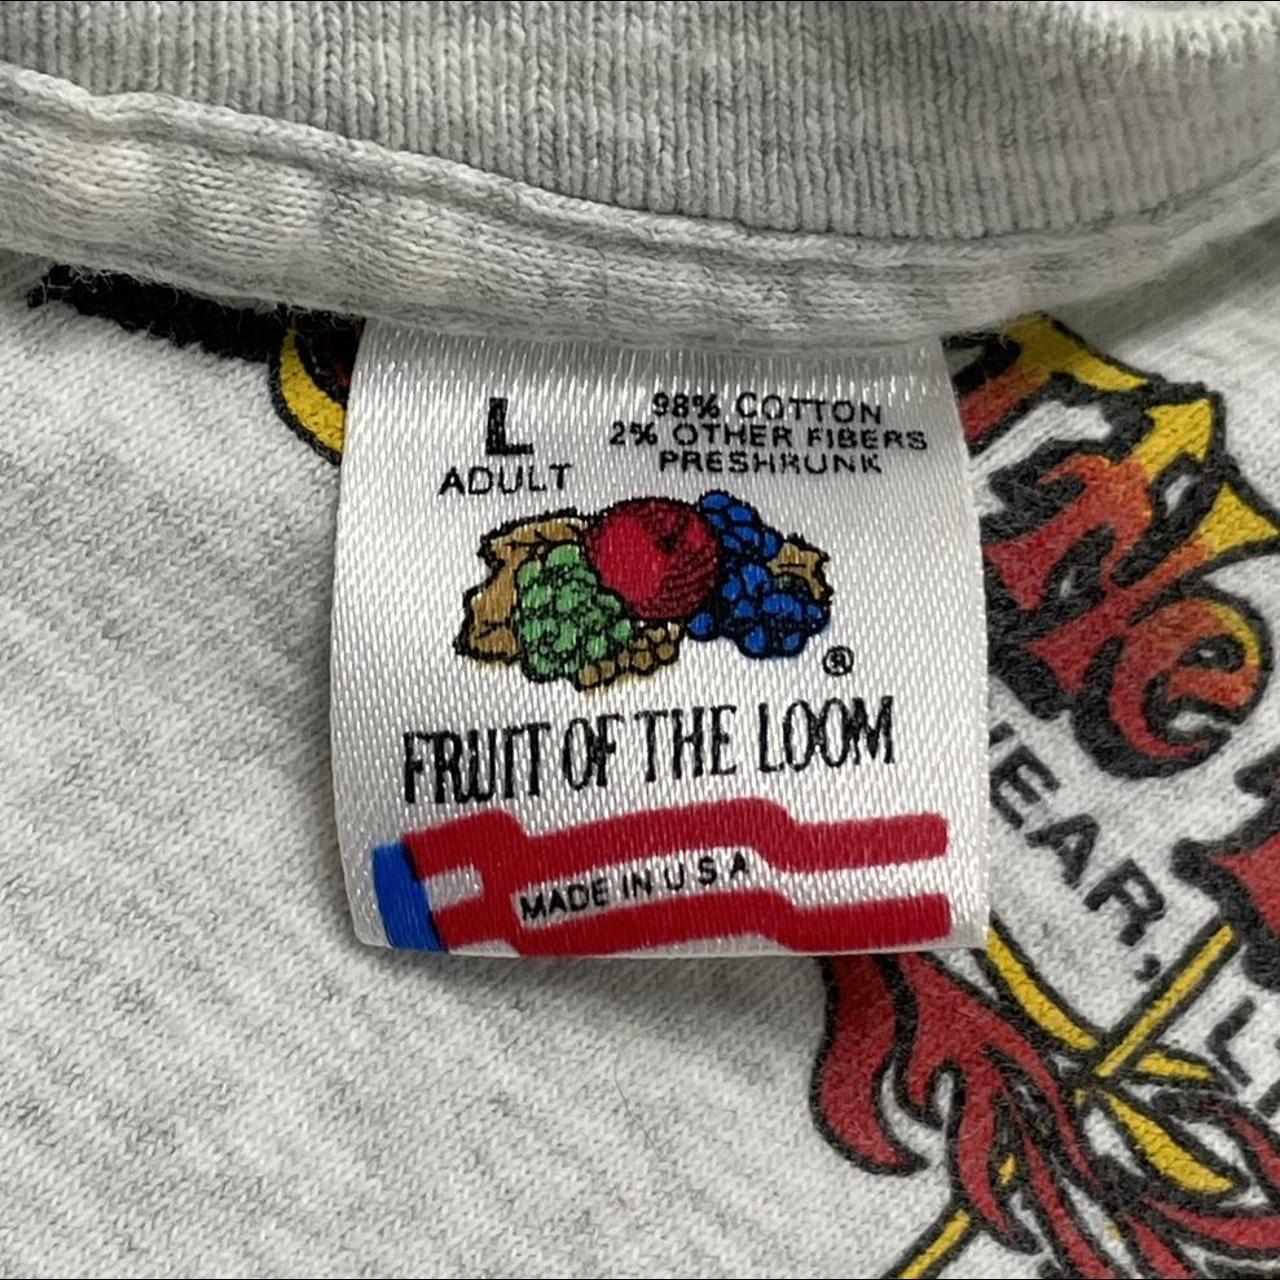 L
ADULT
98% COTTON
2% OTHER FIBERS
PRESHRUNK
®
FRUIT OF THE LOOM
MADE IN U S A